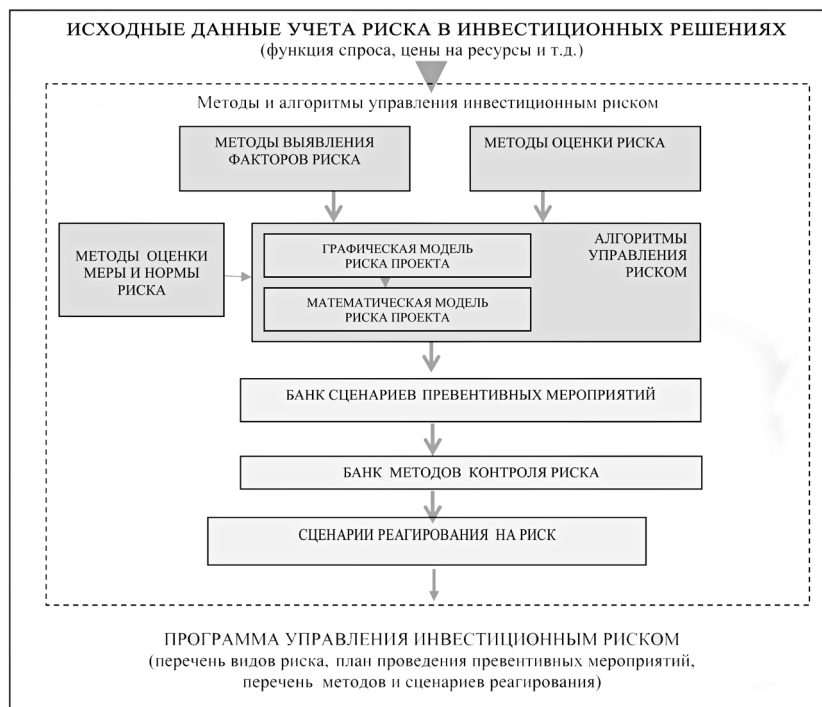 ИСХОДНЫЕ ДАННЫЕ УЧЕТА РИСКА В ИНВЕСТИЦИОННЫХ РЕШЕНИЯХ
(функция спроса, цены на ресурсы и т.д.)
Методы и алгоритмы управления инвестиционным риском
МЕТОДЫ ВЫЯВЛЕНИЯ
ФАКТОРОВ РИСКА
МЕТОДЫ ОЦЕНКИ РИСКА
МЕТОДЫ ОЦЕНКИ
МЕРЫ И НОРМЫ
РИСКА
ГРАФИЧЕСКАЯ МОДЕЛЬ
РИСКА ПРОЕКТА
МАТЕМАТИЧЕСКАЯ МОДЕЛЬ
РИСКА ПРОЕКТА
АЛГОРИТМЫ
УПРАВЛЕНИЯ
РИСКОМ
БАНК СЦЕНАРИЕВ ПРЕВЕНТИВНЫХ МЕРОПРИЯТИЙ
БАНК МЕТОДОВ КОНТРОЛЯ РИСКА
СЦЕНАРИИ РЕАГИРОВАНИЯ НА РИСК
ПРОГРАММА УПРАВЛЕНИЯ ИНВЕСТИЦИОННЫМ РИСКОМ
(перечень видов риска, план проведения превентивных мероприятий,
перечень методов и сценариев реагирования)